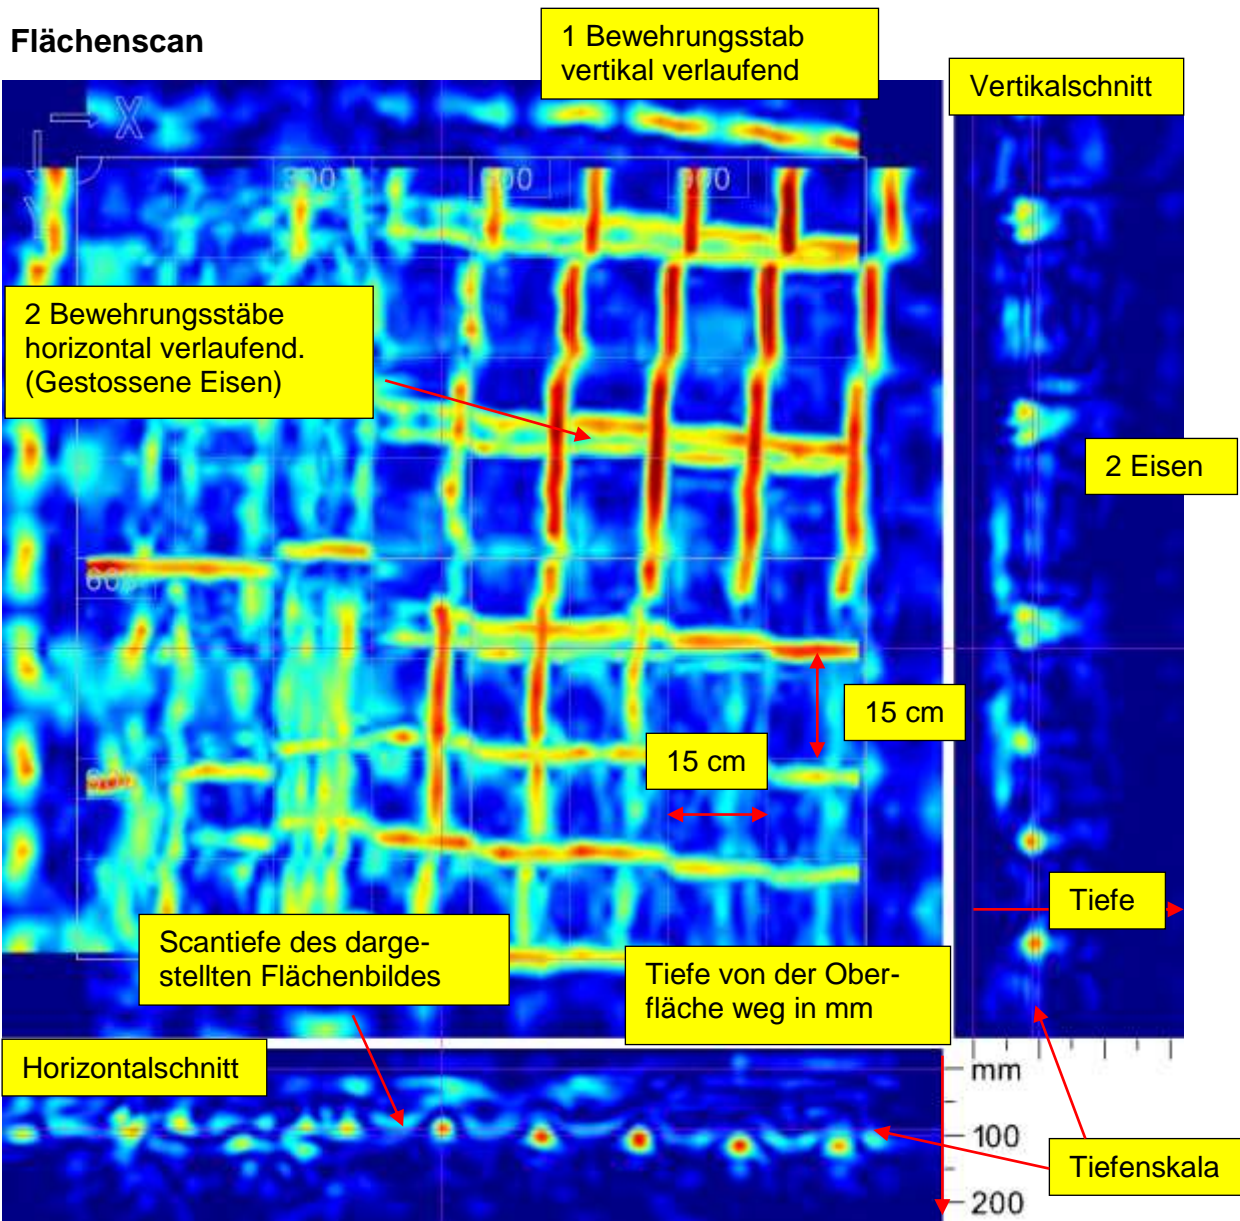 Flächenscan
1 Bewehrungsstab
vertikal verlaufend
Vertikalschnitt
X
Y
300
600
900
2 Bewehrungsstäbe
horizontal verlaufend.
(Gestossene Eisen)
2 Eisen
600
15 cm
15 cm
900
Tiefe
Scantiefe des darge-
stellten Flächenbildes
Tiefe von der Ober-
fläche weg in mm
Horizontalschnitt
mm
100
Tiefenskala
200